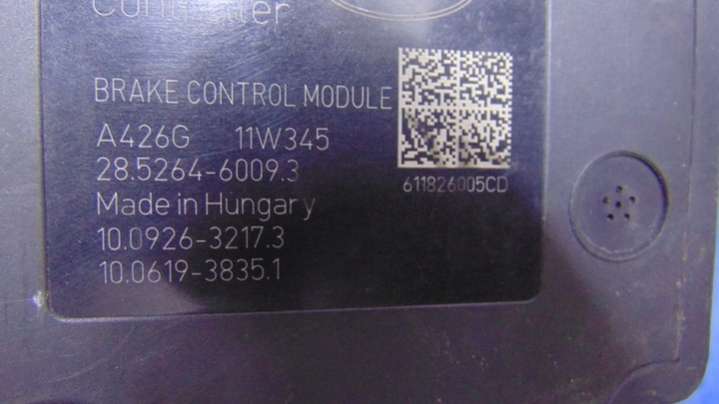 Controller
BRAKE CONTROL MODULE
A426G 11W345
28.5264-6009.3
Made in Hungary
10.0926-3217.3
10.0619-3835.1
611826005CD